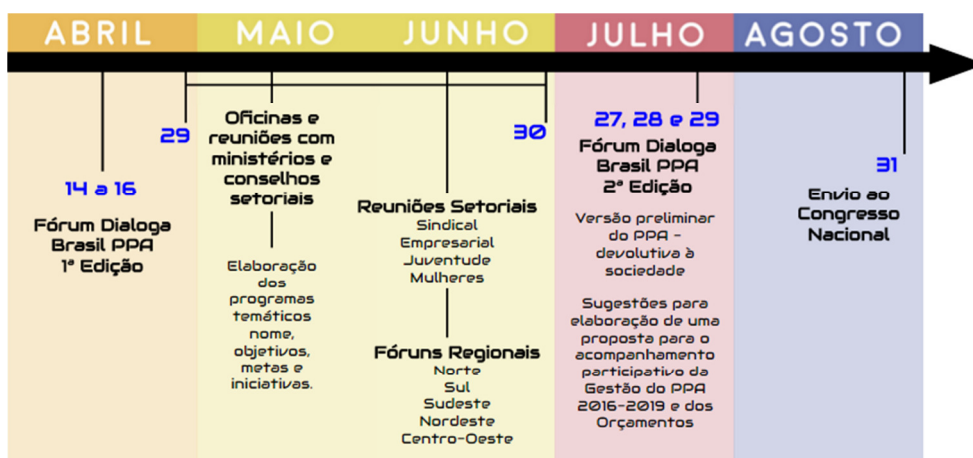 ABRIL
MAIO
JUNHO
JULHO
AGOSTO
14 a 16
Fórum Dialoga
Brasil PPA
1ª Edição
29
Oficinas e
reuniões com
ministérios e
conselhos
setoriais
Elaboração
dos
programas
temáticos
nome,
objetivos,
metas e
iniciativas.
30
Reuniões Setoriais
Sindical
Empresarial
Juventude
Mulheres
Fóruns Regionais
Norte
Sul
Sudeste
Nordeste
Centro-Oeste
27, 28 e 29
Fórum Dialoga
Brasil PPA
2ª Edição
Versão preliminar
do PPA -
devolutiva à
sociedade
Sugestões para
elaboração de uma
proposta para o
acompanhamento
participativo da
Gestão do PPA
2016-2019 e dos
Orçamentos
31
Envio ao
Congresso
Nacional